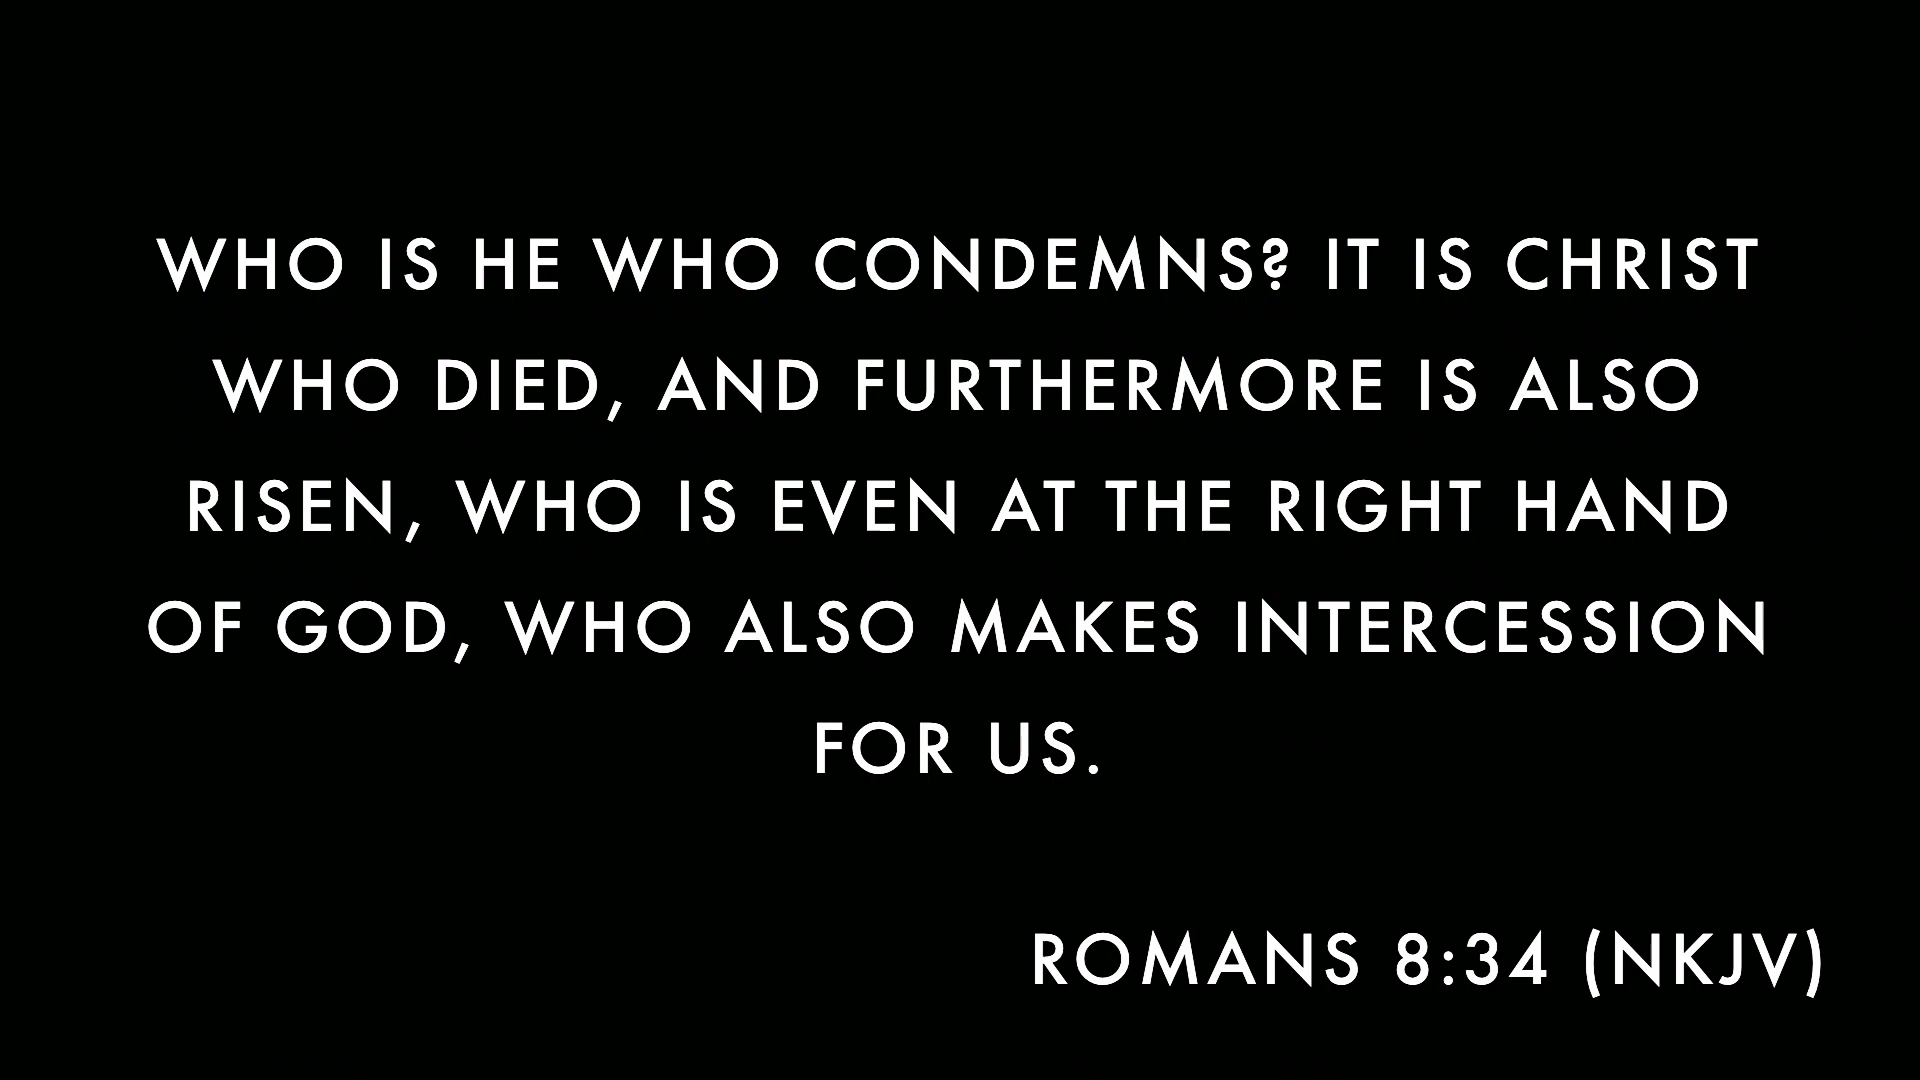 WHO IS HE WHO CONDEMNS? IT IS CHRIST
WHO DIED, AND FURTHERMORE IS ALSO
RISEN, WHO IS EVEN AT THE RIGHT HAND
OF GOD, WHO ALSO MAKES INTERCESSION
FOR US.
ROMANS 8:34 (NKJV)